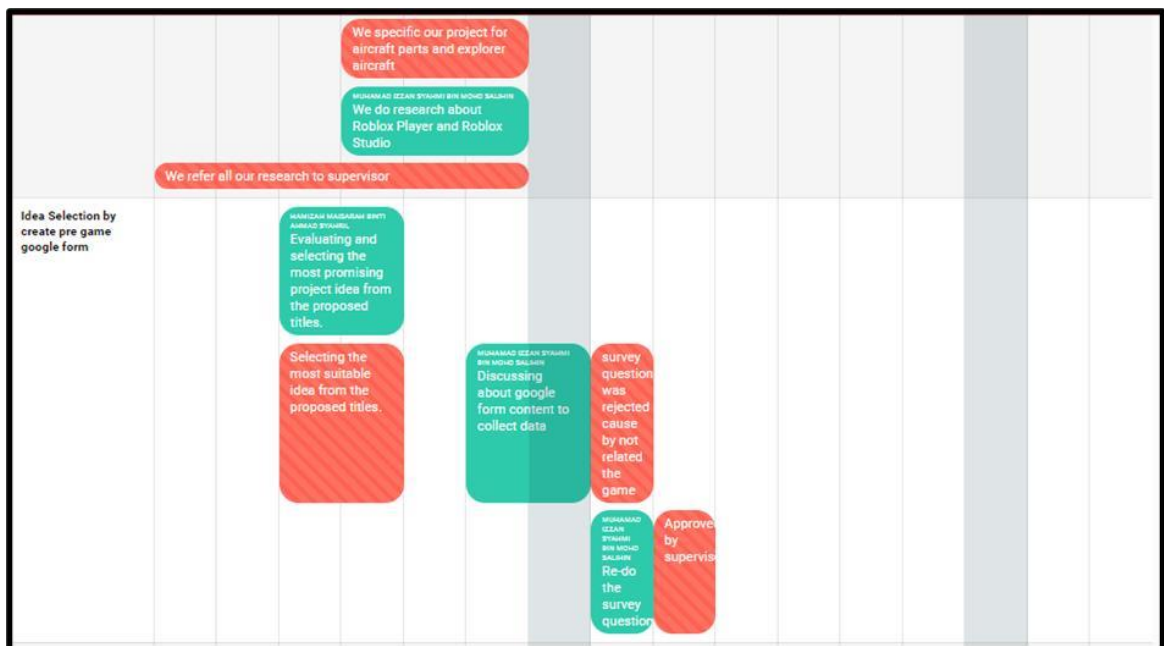 We specific our project for
aircraft parts and explorer
aircraft
MUHAMAD IZZAN SYAHMI BIN MOHD SALIHIN
We do research about
Roblox Player and Roblox
Studio
We refer all our research to supervisor
Idea Selection by
create pre game
google form
HAMIZAH MAISARAH BINTI
AHMAD SYAHRIL
Evaluating and
selecting the
most promising
project idea from
the proposed
titles.
Selecting the
most suitable
idea from the
proposed titles.
MUHAMAD IZZAN SYAHMI
BIN MOHD SALIHIN
Discussing
about google
form content to
collect data
survey
question
was
rejected
cause
by not
related
the
game
MUHAMAD
IZZAN
SYAHMI
BIN MOHD
SALIHIN
Re-do
the
survey
question
Approve
by
supervis